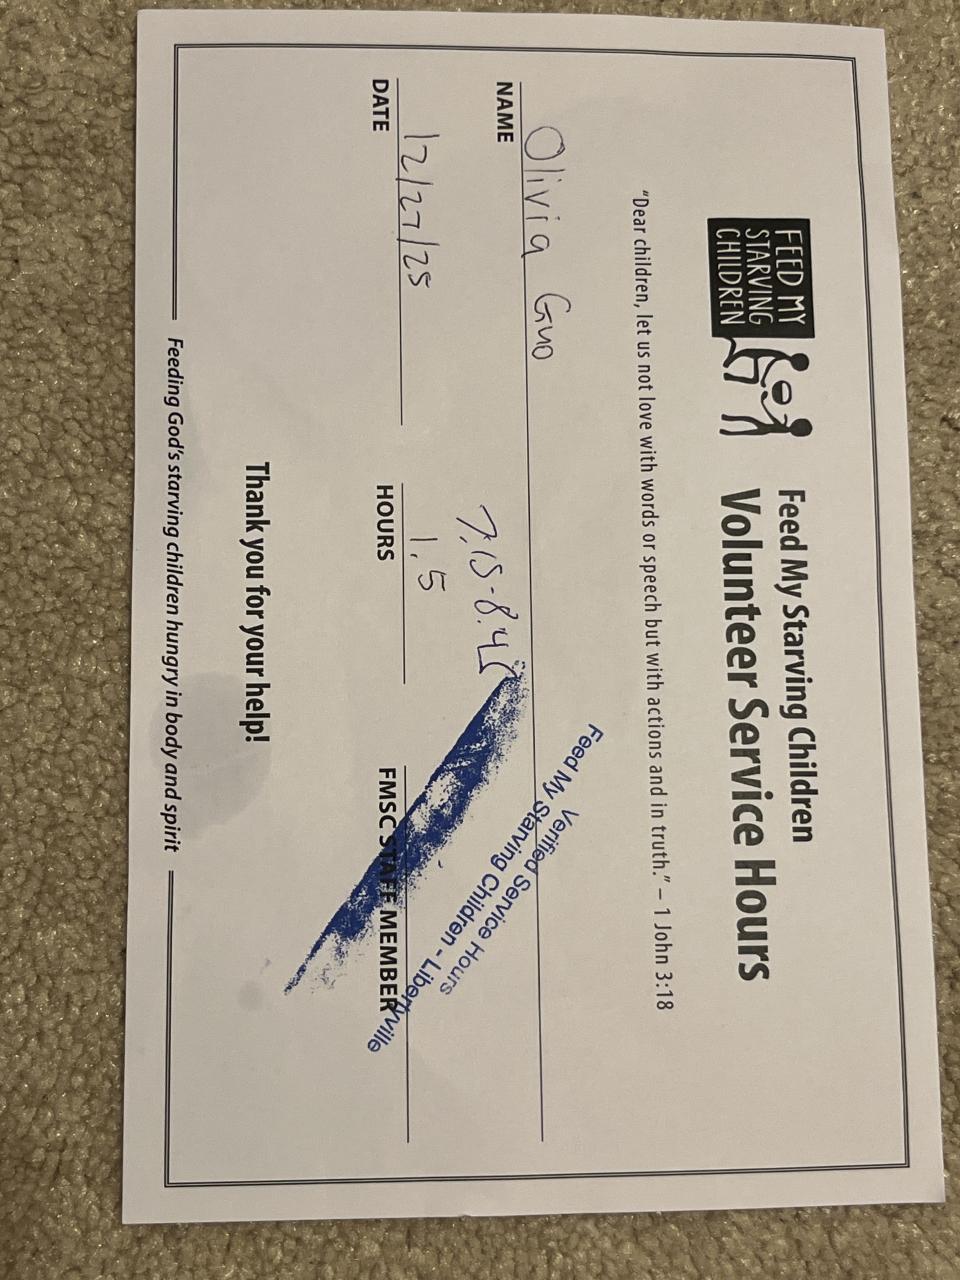 FEED MY
STARVING
CHILDREN
Feed My Starving Children
Volunteer Service Hours
"Dear children, let us not love with words or speech but with actions and in truth." – 1 John 3:18
Olivia Guo
NAME
7:15-8:45
Verified Service Hours
Feed My Starving Children - Libertyville
12/27/25
1.5
DATE
HOURS
FMSC STAFF MEMBER
Thank you for your help!
Feeding God's starving children hungry in body and spirit